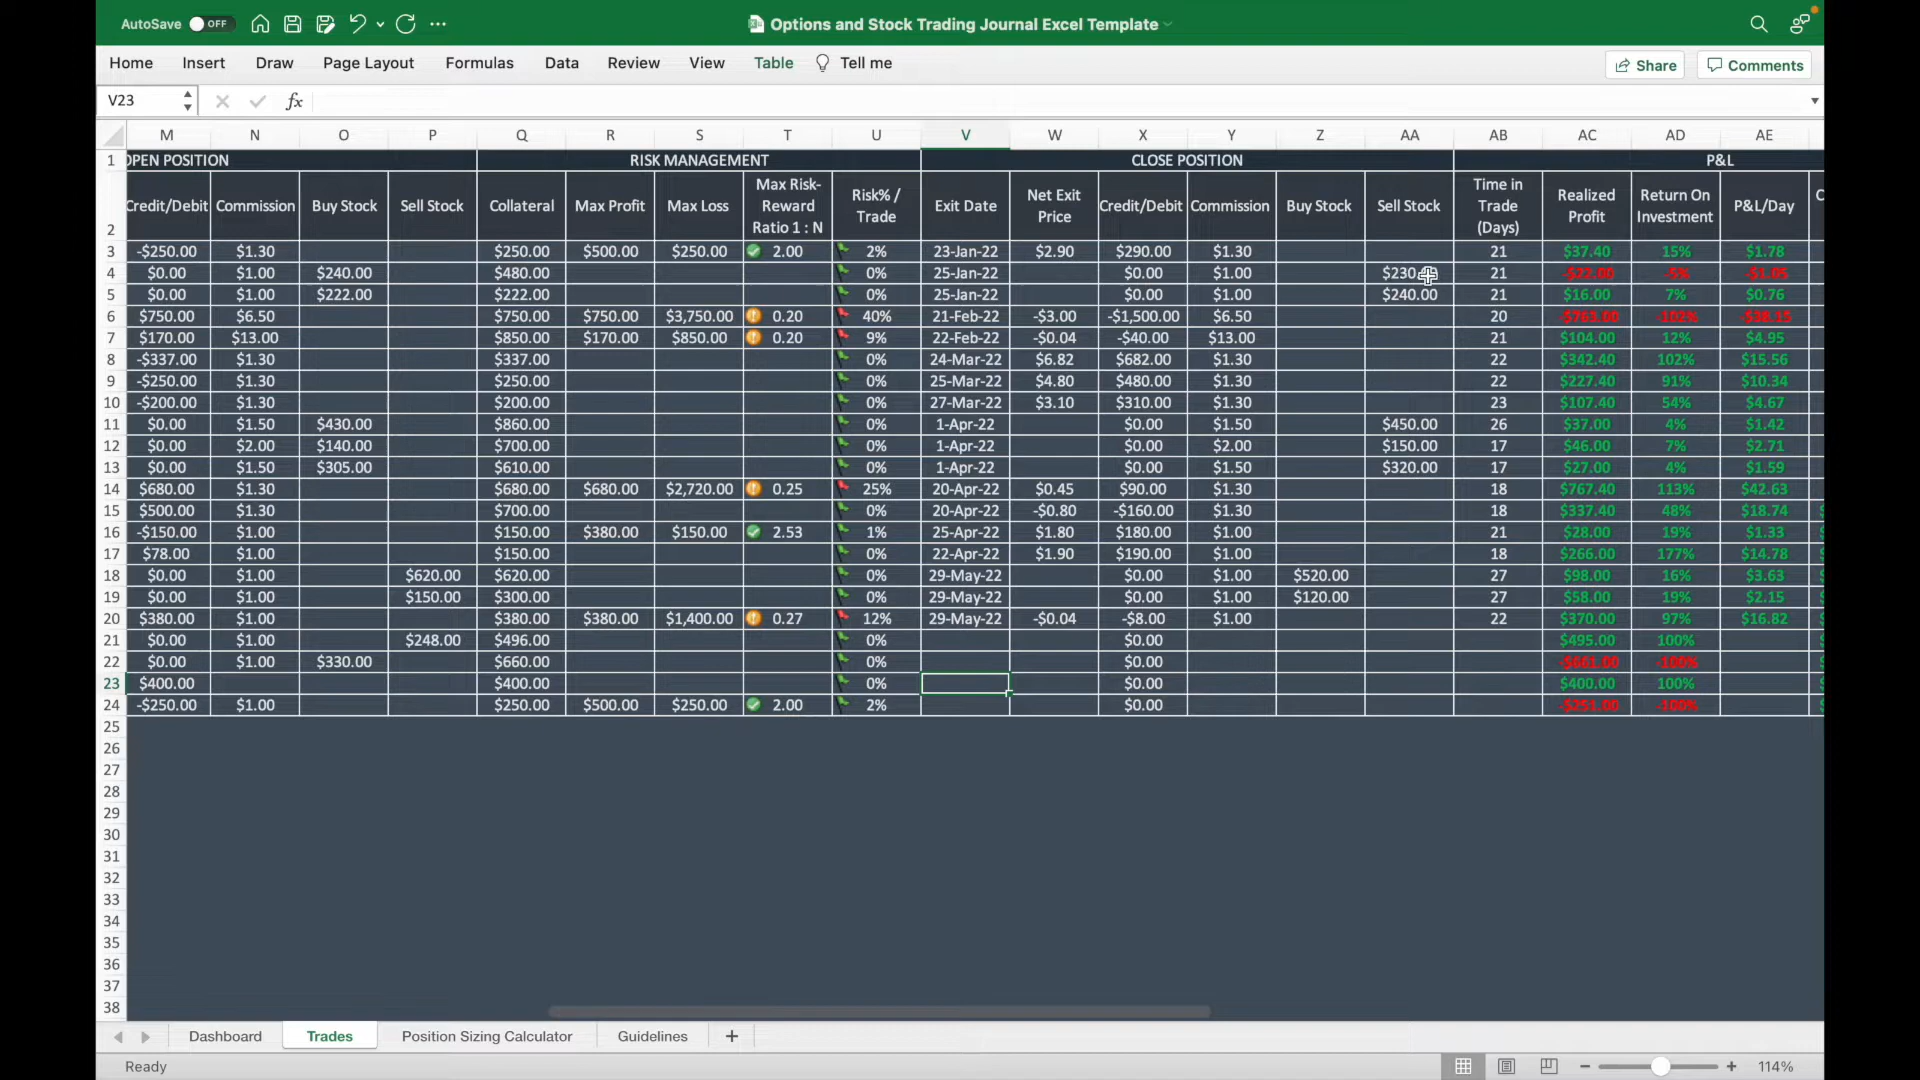 AutoSave OFF Options and Stock Trading Journal Excel Template
Home Insert Draw Page Layout Formulas Data Review View Table Tell me Share Comments
V23 fx
M N O P Q R S T U V W X Y Z AA AB AC AD AE
1 OPEN POSITION RISK MANAGEMENT CLOSE POSITION P&L
2 Credit/Debit Commission Buy Stock Sell Stock Collateral Max Profit Max Loss Max Risk-Reward Ratio 1 : N Risk% / Trade Exit Date Net Exit Price Credit/Debit Commission Buy Stock Sell Stock Time in Trade (Days) Realized Profit Return On Investment P&L/Day
3 -$250.00 $1.30 $250.00 $500.00 $250.00 2.00 2% 23-Jan-22 $2.90 $290.00 $1.30 21 $37.40 15% $1.78
4 $0.00 $1.00 $240.00 $480.00 0% 25-Jan-22 $0.00 $1.00 $230 21 -$22.00 -5% -$1.05
5 $0.00 $1.00 $222.00 $222.00 0% 25-Jan-22 $0.00 $1.00 $240.00 21 $16.00 7% $0.76
6 $750.00 $6.50 $750.00 $750.00 $3,750.00 0.20 40% 21-Feb-22 -$3.00 -$1,500.00 $6.50 20 -$763.00 -102% -$38.15
7 $170.00 $13.00 $850.00 $170.00 $850.00 0.20 9% 22-Feb-22 -$0.04 -$40.00 $13.00 21 $104.00 12% $4.95
8 -$337.00 $1.30 $337.00 0% 24-Mar-22 $6.82 $682.00 $1.30 22 $342.40 102% $15.56
9 -$250.00 $1.30 $250.00 0% 25-Mar-22 $4.80 $480.00 $1.30 22 $227.40 91% $10.34
10 -$200.00 $1.30 $200.00 0% 27-Mar-22 $3.10 $310.00 $1.30 23 $107.40 54% $4.67
11 $0.00 $1.50 $430.00 $860.00 0% 1-Apr-22 $0.00 $1.50 $450.00 26 $37.00 4% $1.42
12 $0.00 $2.00 $140.00 $700.00 0% 1-Apr-22 $0.00 $2.00 $150.00 17 $46.00 7% $2.71
13 $0.00 $1.50 $305.00 $610.00 0% 1-Apr-22 $0.00 $1.50 $320.00 17 $27.00 4% $1.59
14 $680.00 $1.30 $680.00 $680.00 $2,720.00 0.25 25% 20-Apr-22 $0.45 $90.00 $1.30 18 $767.40 113% $42.63
15 $500.00 $1.30 $700.00 0% 20-Apr-22 -$0.80 -$160.00 $1.30 18 $337.40 48% $18.74
16 -$150.00 $1.00 $150.00 $380.00 $150.00 2.53 1% 25-Apr-22 $1.80 $180.00 $1.00 21 $28.00 19% $1.33
17 $78.00 $1.00 $150.00 0% 22-Apr-22 $1.90 $190.00 $1.00 18 $266.00 177% $14.78
18 $0.00 $1.00 $620.00 $620.00 0% 29-May-22 $0.00 $1.00 $520.00 27 $98.00 16% $3.63
19 $0.00 $1.00 $150.00 $300.00 0% 29-May-22 $0.00 $1.00 $120.00 27 $58.00 19% $2.15
20 $380.00 $1.00 $380.00 $380.00 $1,400.00 0.27 12% 29-May-22 -$0.04 -$8.00 $1.00 22 $370.00 97% $16.82
21 $0.00 $1.00 $248.00 $496.00 0% $0.00 $495.00 100%
22 $0.00 $1.00 $330.00 $660.00 0% $0.00 -$661.00 -100%
23 $400.00 $400.00 0% $0.00 $400.00 100%
24 -$250.00 $1.00 $250.00 $500.00 $250.00 2.00 2% $0.00 -$251.00 -100%
25
26
27
28
29
30
31
32
33
34
35
36
37
38
Dashboard Trades Position Sizing Calculator Guidelines
Ready 114%